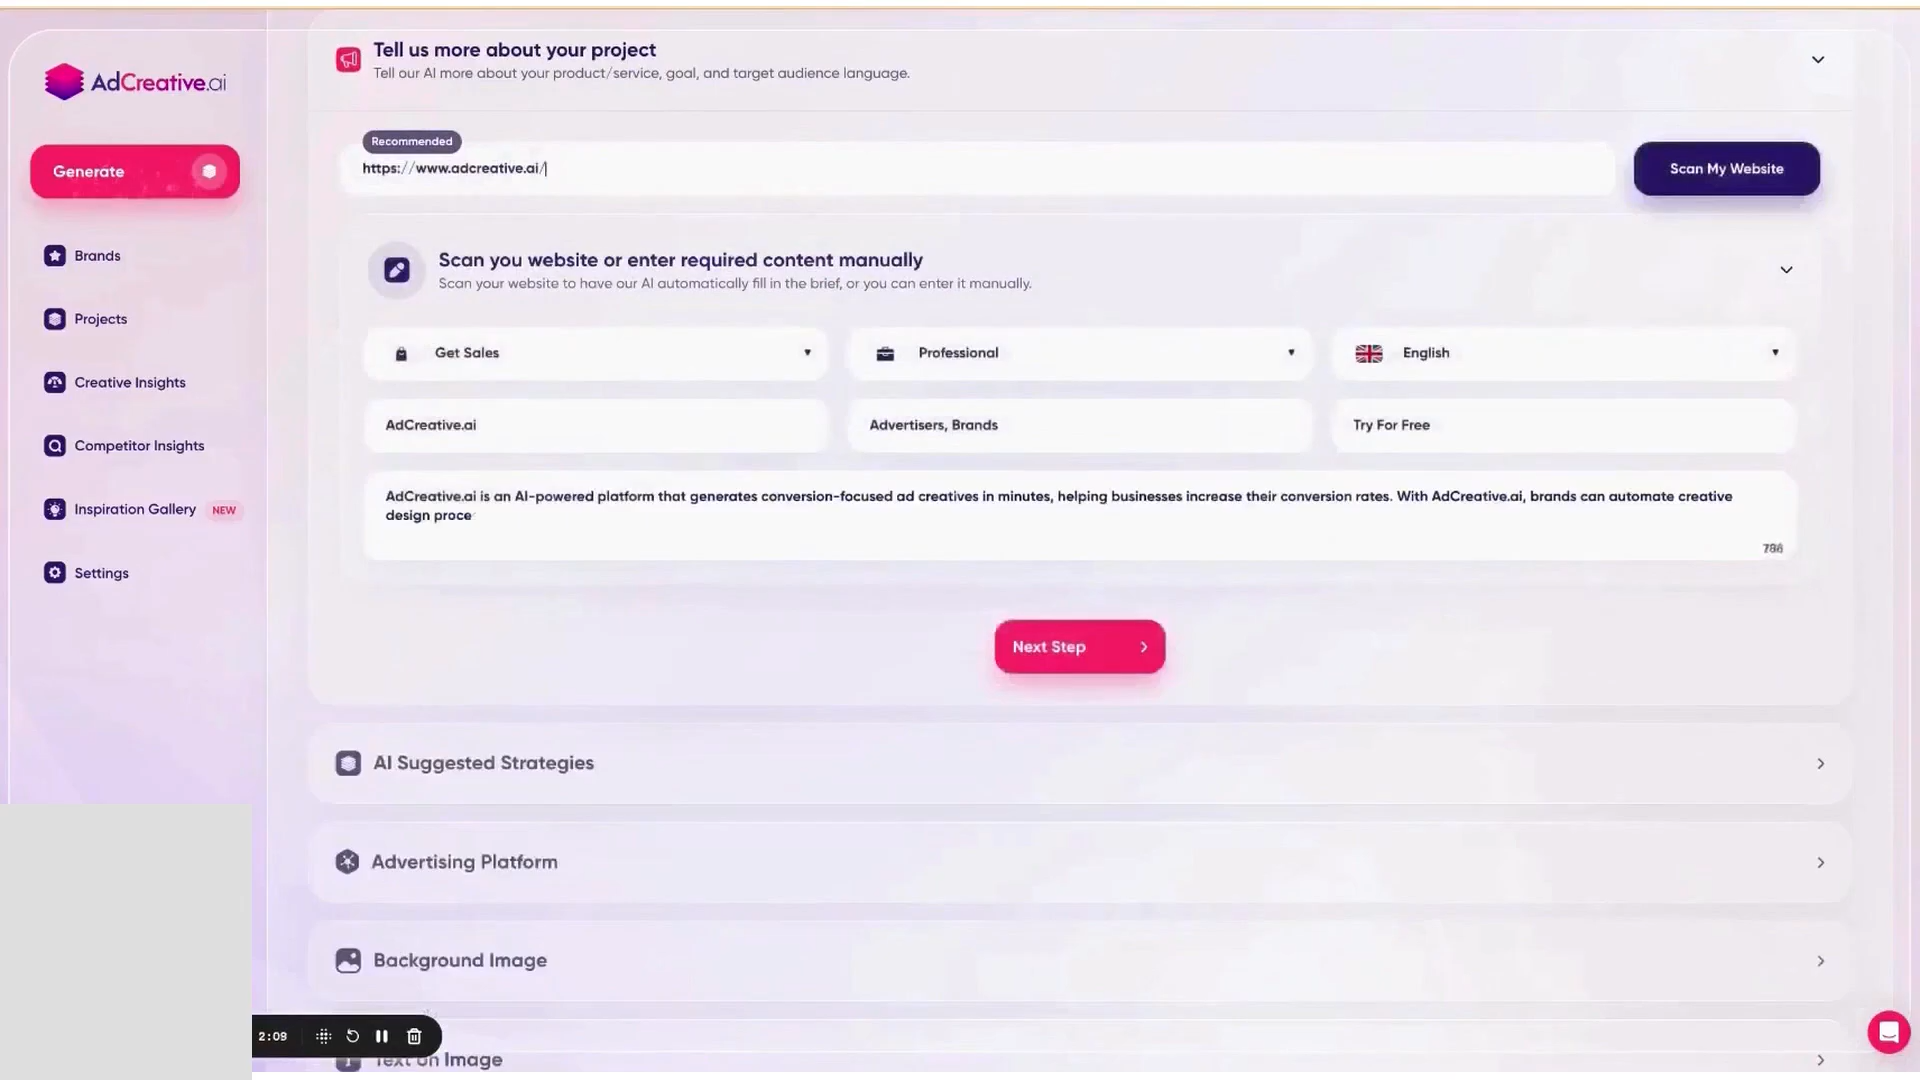 Tell us more about your project
Tell our AI more about your product/service, goal, and target audience language.
AdCreative.ai
Recommended
https://www.adcreative.ai/
Scan My Website
Generate
Brands
Projects
Creative Insights
Competitor Insights
Inspiration Gallery NEW
Settings
Scan you website or enter required content manually
Scan your website to have our AI automatically fill in the brief, or you can enter it manually.
Get Sales
Professional
English
AdCreative.ai
Advertisers, Brands
Try For Free
AdCreative.ai is an AI-powered platform that generates conversion-focused ad creatives in minutes, helping businesses increase their conversion rates. With AdCreative.ai, brands can automate creative
design proce
Next Step
AI Suggested Strategies
Advertising Platform
Background Image
2:09
Text on Image